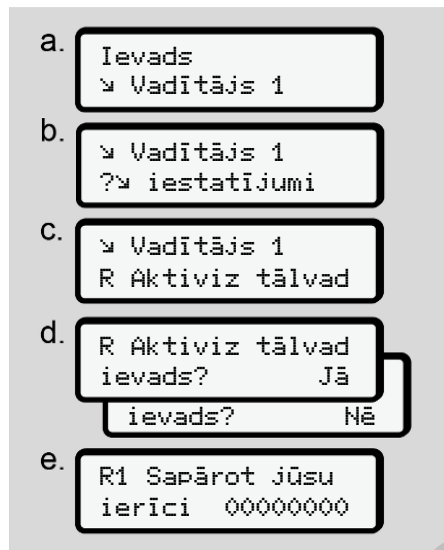 a.
Ievads
↘ Vadītājs 1
b.
↘ Vadītājs 1
?↘ iestatījumi
c.
↘ Vadītājs 1
R Aktiviz tālvad
d.
R Aktiviz tālvad
ievads? Jā
ievads? Nē
e.
R1 Sapārot jūsu
ierīci 00000000